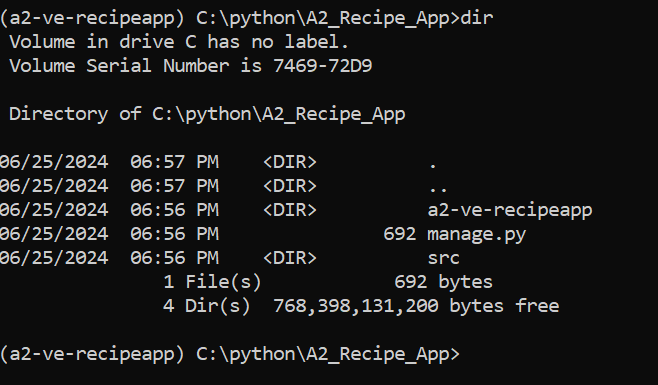 (a2-ve-recipeapp) C:\python\A2_Recipe_App>dir
 Volume in drive C has no label.
 Volume Serial Number is 7469-72D9

 Directory of C:\python\A2_Recipe_App

06/25/2024  06:57 PM    <DIR>          .
06/25/2024  06:57 PM    <DIR>          ..
06/25/2024  06:56 PM    <DIR>          a2-ve-recipeapp
06/25/2024  06:56 PM               692 manage.py
06/25/2024  06:56 PM    <DIR>          src
               1 File(s)            692 bytes
               4 Dir(s)  768,398,131,200 bytes free

(a2-ve-recipeapp) C:\python\A2_Recipe_App>